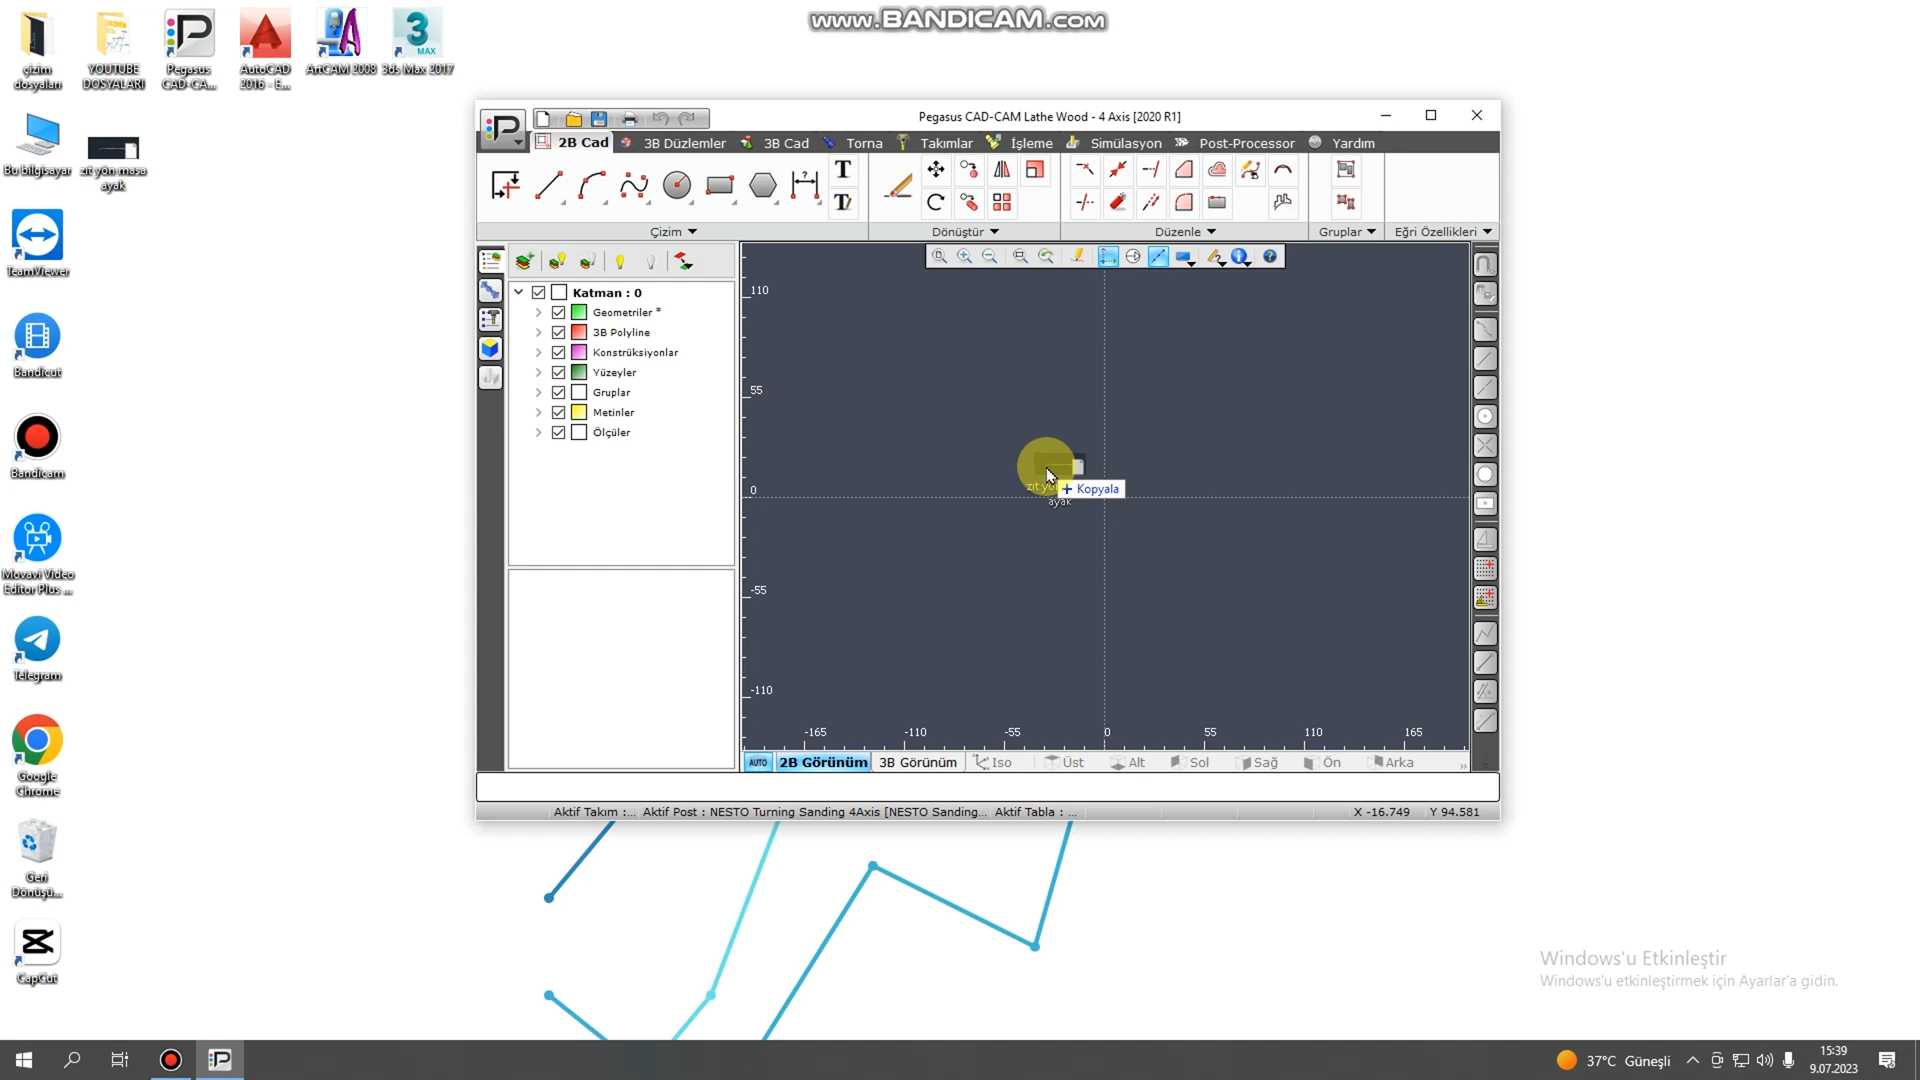 www.BANDICAM.com
çizim
dosyaları
YOUTUBE
DOSYALARI
Pegasus
CAD-CA...
AutoCAD
2016 - E...
ArtCAM 2008
3ds Max 2017
Bu bilgisayar
zıt yön masa
ayak
TeamViewer
Bandicut
Bandicam
Movavi Video
Editor Plus ...
Telegram
Google
Chrome
Geri
Dönüşü...
CapCut
Pegasus CAD-CAM Lathe Wood - 4 Axis [2020 R1]
2B Cad
3B Düzlemler
3B Cad
Torna
Takımlar
İşleme
Simülasyon
Post-Processor
Yardım
Çizim
Dönüştür
Düzenle
Gruplar
Eğri Özellikleri
Katman : 0
Geometriler *
3B Polyline
Konstrüksiyonlar
Yüzeyler
Gruplar
Metinler
Ölçüler
110
55
0
-55
-110
zıt yö
+ Kopyala
ayak
-165
-110
-55
0
55
110
165
AUTO
2B Görünüm
3B Görünüm
Iso
Üst
Alt
Sol
Sağ
Ön
Arka
Aktif Takım :...
Aktif Post : NESTO Turning Sanding 4Axis [NESTO Sanding...
Aktif Tabla : ...
X -16.749
Y 94.581
Windows'u Etkinleştir
Windows'u etkinleştirmek için Ayarlar'a gidin.
37°C Güneşli
15:39
9.07.2023